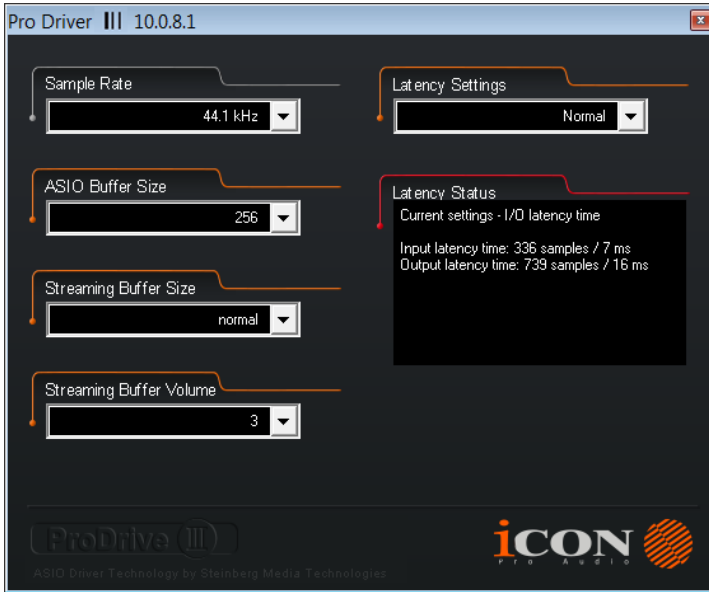 Pro Driver III 10.0.8.1
Sample Rate
44.1 kHz
ASIO Buffer Size
256
Streaming Buffer Size
normal
Streaming Buffer Volume
3
Latency Settings
Normal
Latency Status
Current settings - I/O latency time
Input latency time: 336 samples / 7 ms
Output latency time: 739 samples / 16 ms
ProDrive III
ASIO Driver Technology by Steinberg Media Technologies
iCON
Pro Audio